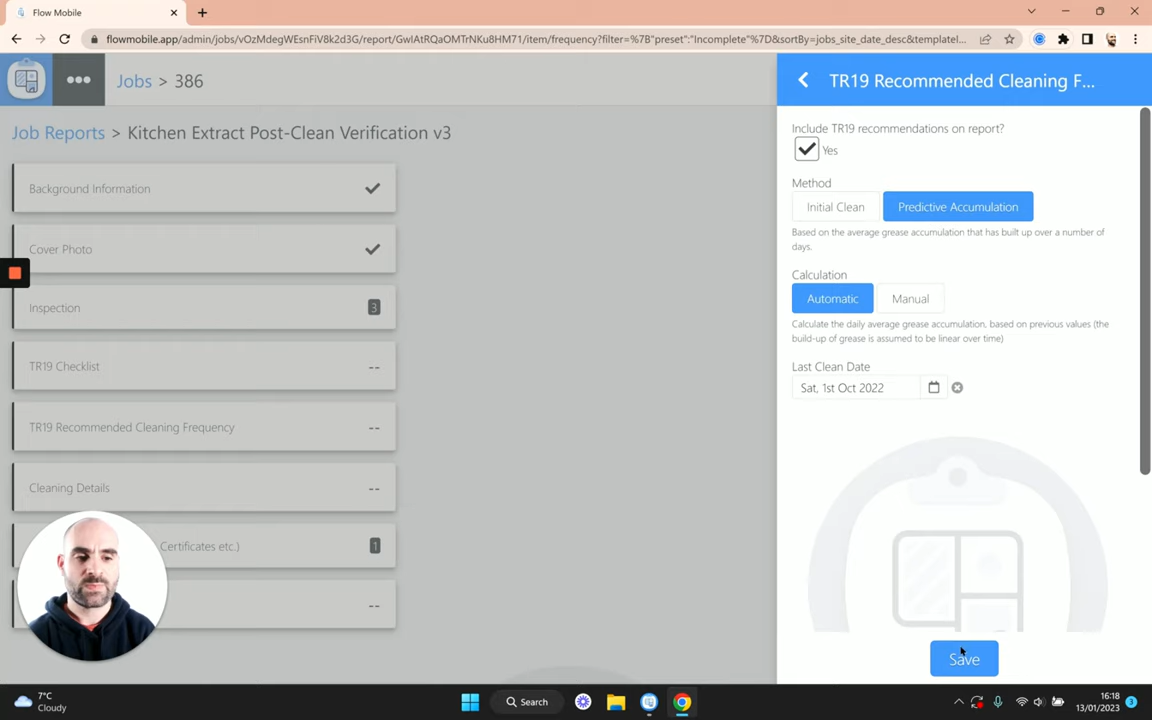 Flow Mobile
flowmobile.app/admin/jobs/vOzMdegWEsnFiV8k2d3G/report/GwIAtRQaOMTrNKu8HM71/item/frequency?filter=%7B"preset":"Incomplete"%7D&sortBy=jobs_site_date_desc&templateI...
Jobs > 386
TR19 Recommended Cleaning F...
Job Reports > Kitchen Extract Post-Clean Verification v3
Include TR19 recommendations on report?
Yes
Background Information
Method
Initial Clean Predictive Accumulation
Based on the average grease accumulation that has built up over a number of
days.
Cover Photo
Calculation
Automatic Manual
Inspection 3
Calculate the daily average grease accumulation, based on previous values (the
build-up of grease is assumed to be linear over time)
TR19 Checklist --
Last Clean Date
Sat, 1st Oct 2022
TR19 Recommended Cleaning Frequency --
Cleaning Details --
Certificates etc.) 1
--
Save
7°C
Cloudy
Search
16:18
13/01/2023
3